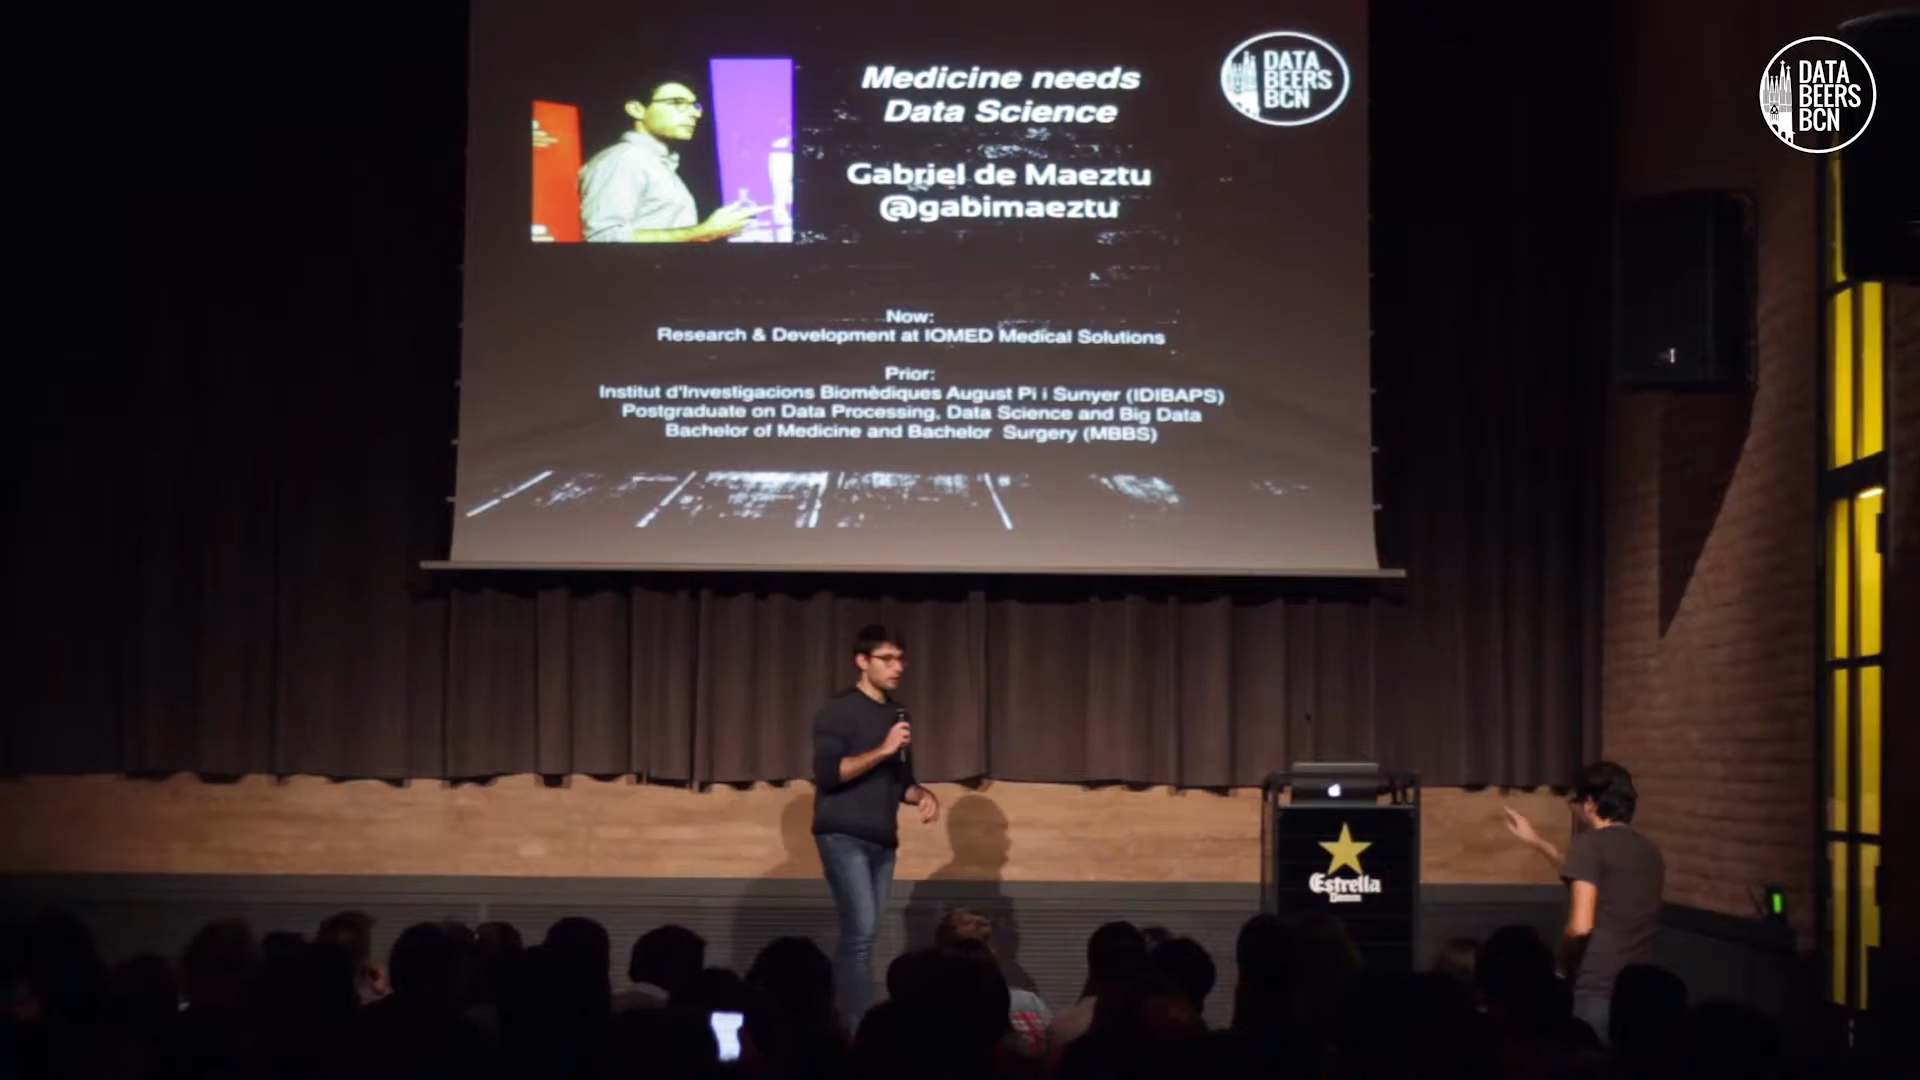 Medicine needs
Data Science
Gabriel de Maeztu
@gabimaeztu
DATA
BEERS
BCN
DATA
BEERS
BCN
Now:
Research & Development at IOMED Medical Solutions
Prior:
Institut d'Investigacions Biomèdiques August Pi i Sunyer (IDIBAPS)
Postgraduate on Data Processing, Data Science and Big Data
Bachelor of Medicine and Bachelor Surgery (MBBS)
Estrella
Damm